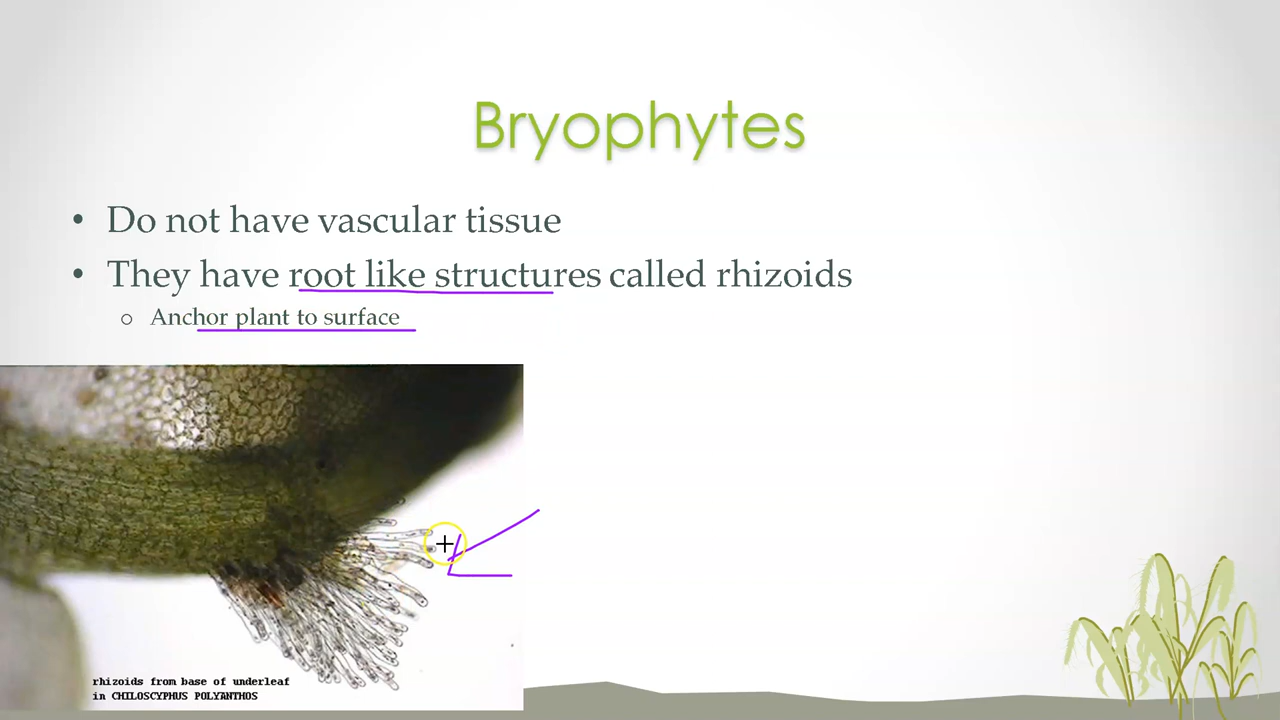 Bryophytes
• Do not have vascular tissue
• They have root like structures called rhizoids
o Anchor plant to surface
rhizoids from base of underleaf
in CHILOSCYPHUS POLYANTHOS